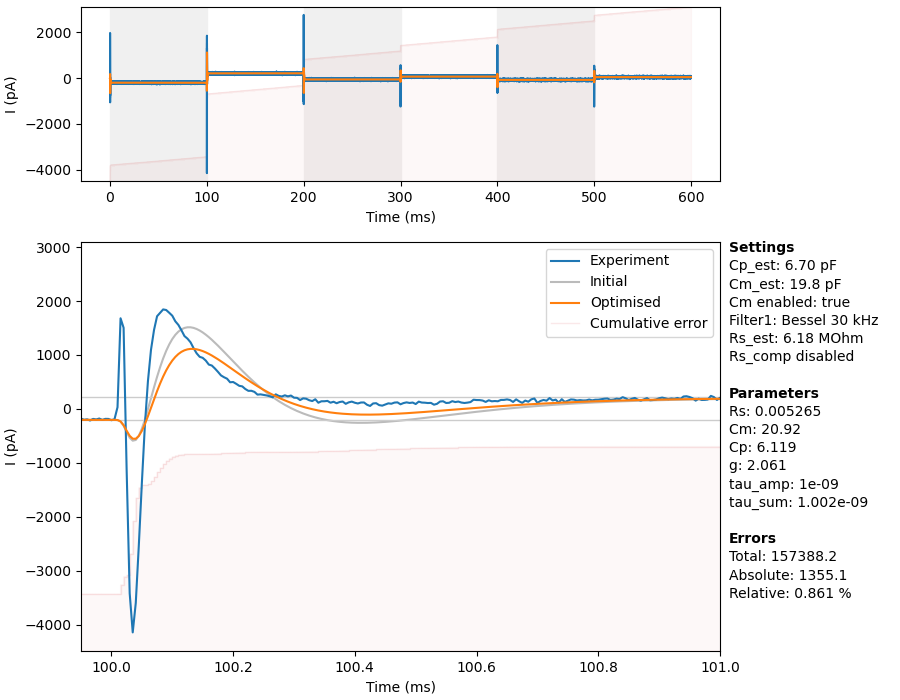 2000
0
−2000
−4000
I (pA)
0 100 200 300 400 500 600
Time (ms)
3000
2000
1000
0
−1000
−2000
−3000
−4000
I (pA)
100.0 100.2 100.4 100.6 100.8 101.0
Time (ms)
Experiment
Initial
Optimised
Cumulative error
Settings
Cp_est: 6.70 pF
Cm_est: 19.8 pF
Cm enabled: true
Filter1: Bessel 30 kHz
Rs_est: 6.18 MOhm
Rs_comp disabled
Parameters
Rs: 0.005265
Cm: 20.92
Cp: 6.119
g: 2.061
tau_amp: 1e-09
tau_sum: 1.002e-09
Errors
Total: 157388.2
Absolute: 1355.1
Relative: 0.861 %